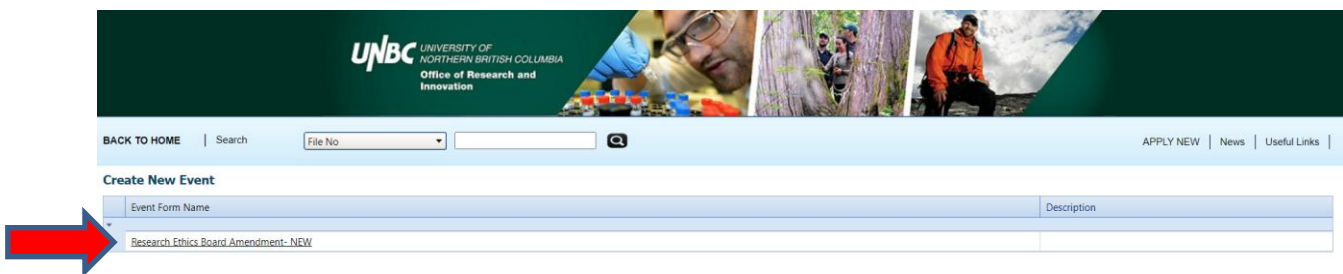 UNBC
UNIVERSITY OF
NORTHERN BRITISH COLUMBIA
Office of Research and
Innovation
BACK TO HOME | Search File No APPLY NEW | News | Useful Links |
Create New Event
Event Form Name Description
Research Ethics Board Amendment- NEW